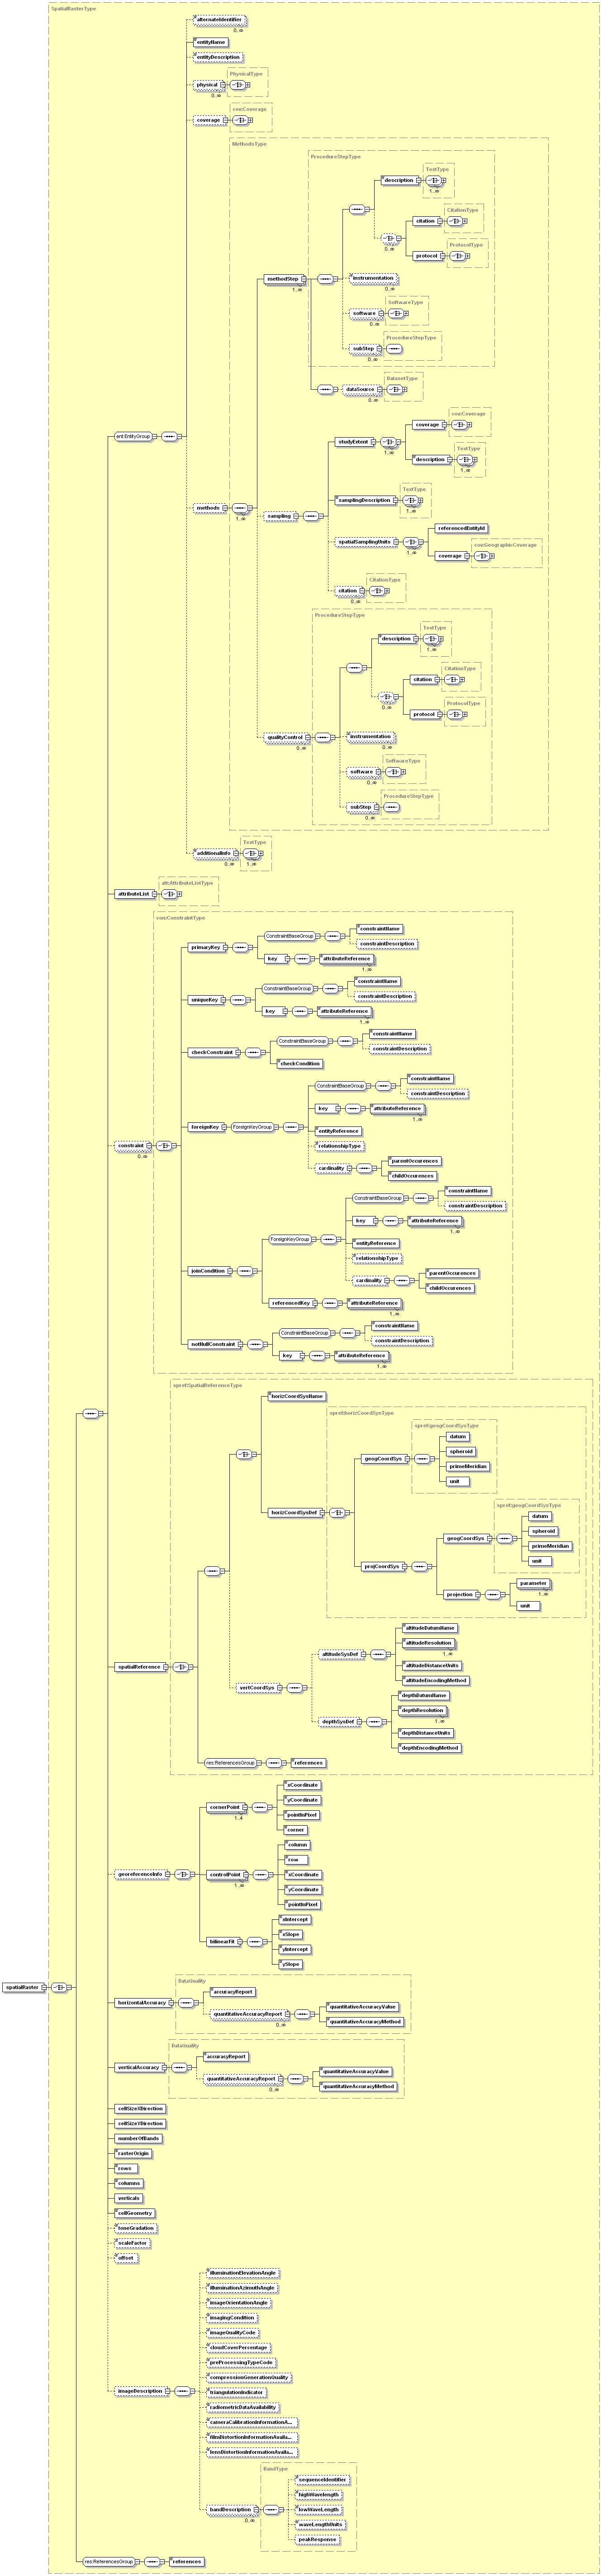 SpatialRasterType
alternateIdentifier
0..∞
entityName
entityDescription
PhysicalType
physical
0..∞
cov:Coverage
coverage
MethodsType
ProcedureStepType
TextType
description
1..∞
CitationType
citation
0..∞
ProtocolType
protocol
methodStep
1..∞
instrumentation
0..∞
SoftwareType
software
0..∞
ProcedureStepType
subStep
0..∞
DatasetType
dataSource
0..∞
cov:Coverage
coverage
ent:EntityGroup
studyExtent
1..∞
TextType
description
1..∞
TextType
samplingDescription
1..∞
methods
1..∞
sampling
referencedEntityId
spatialSamplingUnits
1..∞
cov:GeographicCoverage
coverage
CitationType
citation
0..∞
ProcedureStepType
TextType
description
1..∞
CitationType
citation
0..∞
ProtocolType
protocol
qualityControl
0..∞
instrumentation
0..∞
SoftwareType
software
0..∞
ProcedureStepType
subStep
0..∞
TextType
additionalInfo
0..∞
1..∞
att:AttributeListType
attributeList
con:ConstraintType
constraintName
ConstraintBaseGroup
constraintDescription
primaryKey
key
attributeReference
1..∞
constraintName
ConstraintBaseGroup
constraintDescription
uniqueKey
key
attributeReference
1..∞
constraintName
ConstraintBaseGroup
constraintDescription
checkConstraint
checkCondition
constraintName
ConstraintBaseGroup
constraintDescription
key
attributeReference
1..∞
foreignKey
ForeignKeyGroup
entityReference
constraint
0..∞
relationshipType
cardinality
parentOccurences
childOccurences
constraintName
ConstraintBaseGroup
constraintDescription
key
attributeReference
1..∞
ForeignKeyGroup
entityReference
relationshipType
joinCondition
cardinality
parentOccurences
childOccurences
referencedKey
attributeReference
1..∞
constraintName
ConstraintBaseGroup
constraintDescription
notNullConstraint
key
attributeReference
1..∞
spref:SpatialReferenceType
horizCoordSysName
spref:horizCoordSysType
spref:geogCoordSysType
datum
spheroid
geogCoordSys
primeMeridian
unit
horizCoordSysDef
spref:geogCoordSysType
datum
spheroid
geogCoordSys
primeMeridian
unit
projCoordSys
parameter
1..∞
projection
unit
altitudeDatumName
altitudeResolution
1..∞
altitudeSysDef
altitudeDistanceUnits
altitudeEncodingMethod
spatialReference
vertCoordSys
depthDatumName
depthResolution
1..∞
depthSysDef
depthDistanceUnits
depthEncodingMethod
res:ReferencesGroup
references
xCoordinate
yCoordinate
cornerPoint
1..4
pointInPixel
corner
column
row
georeferenceInfo
controlPoint
1..∞
xCoordinate
yCoordinate
pointInPixel
xIntercept
xSlope
bilinearFit
yIntercept
ySlope
spatialRaster
DataQuality
accuracyReport
horizontalAccuracy
quantitativeAccuracyReport
0..∞
quantitativeAccuracyValue
quantitativeAccuracyMethod
DataQuality
accuracyReport
verticalAccuracy
quantitativeAccuracyReport
0..∞
quantitativeAccuracyValue
quantitativeAccuracyMethod
cellSizeXDirection
cellSizeYDirection
numberOfBands
rasterOrigin
rows
columns
verticals
cellGeometry
toneGradation
scaleFactor
offset
illuminationElevationAngle
illuminationAzimuthAngle
imageOrientationAngle
imagingCondition
imageQualityCode
cloudCoverPercentage
preProcessingTypeCode
compressionGenerationQuality
imageDescription
triangulationIndicator
radiometricDataAvailability
cameraCalibrationInformationA...
filmDistortionInformationAvaila...
lensDistortionInformationAvaila...
BandType
sequenceIdentifier
highWavelength
bandDescription
0..∞
lowWaveLength
waveLengthUnits
peakResponse
res:ReferencesGroup
references